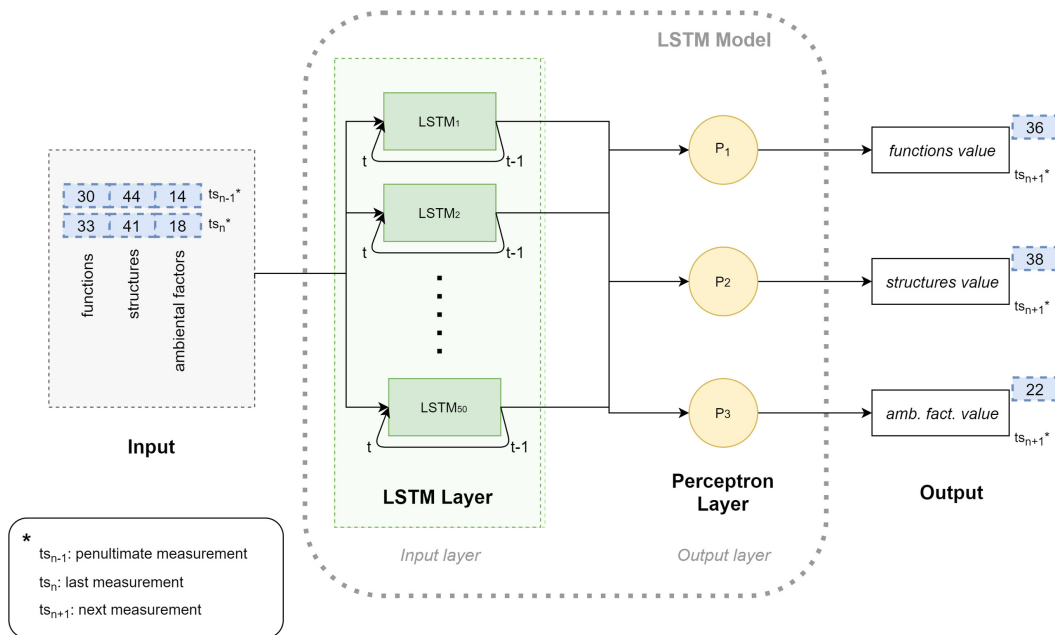 LSTM Model
30 44 14 tsn-1*
33 41 18 tsn*
functions
structures
ambiental factors
Input
LSTM1
t t-1
LSTM2
t t-1
LSTM50
t t-1
LSTM Layer
Input layer
P1
P2
P3
Perceptron
Layer
Output layer
functions value
36
tsn+1*
structures value
38
tsn+1*
amb. fact. value
22
tsn+1*
Output
*
tsn-1: penultimate measurement
tsn: last measurement
tsn+1: next measurement